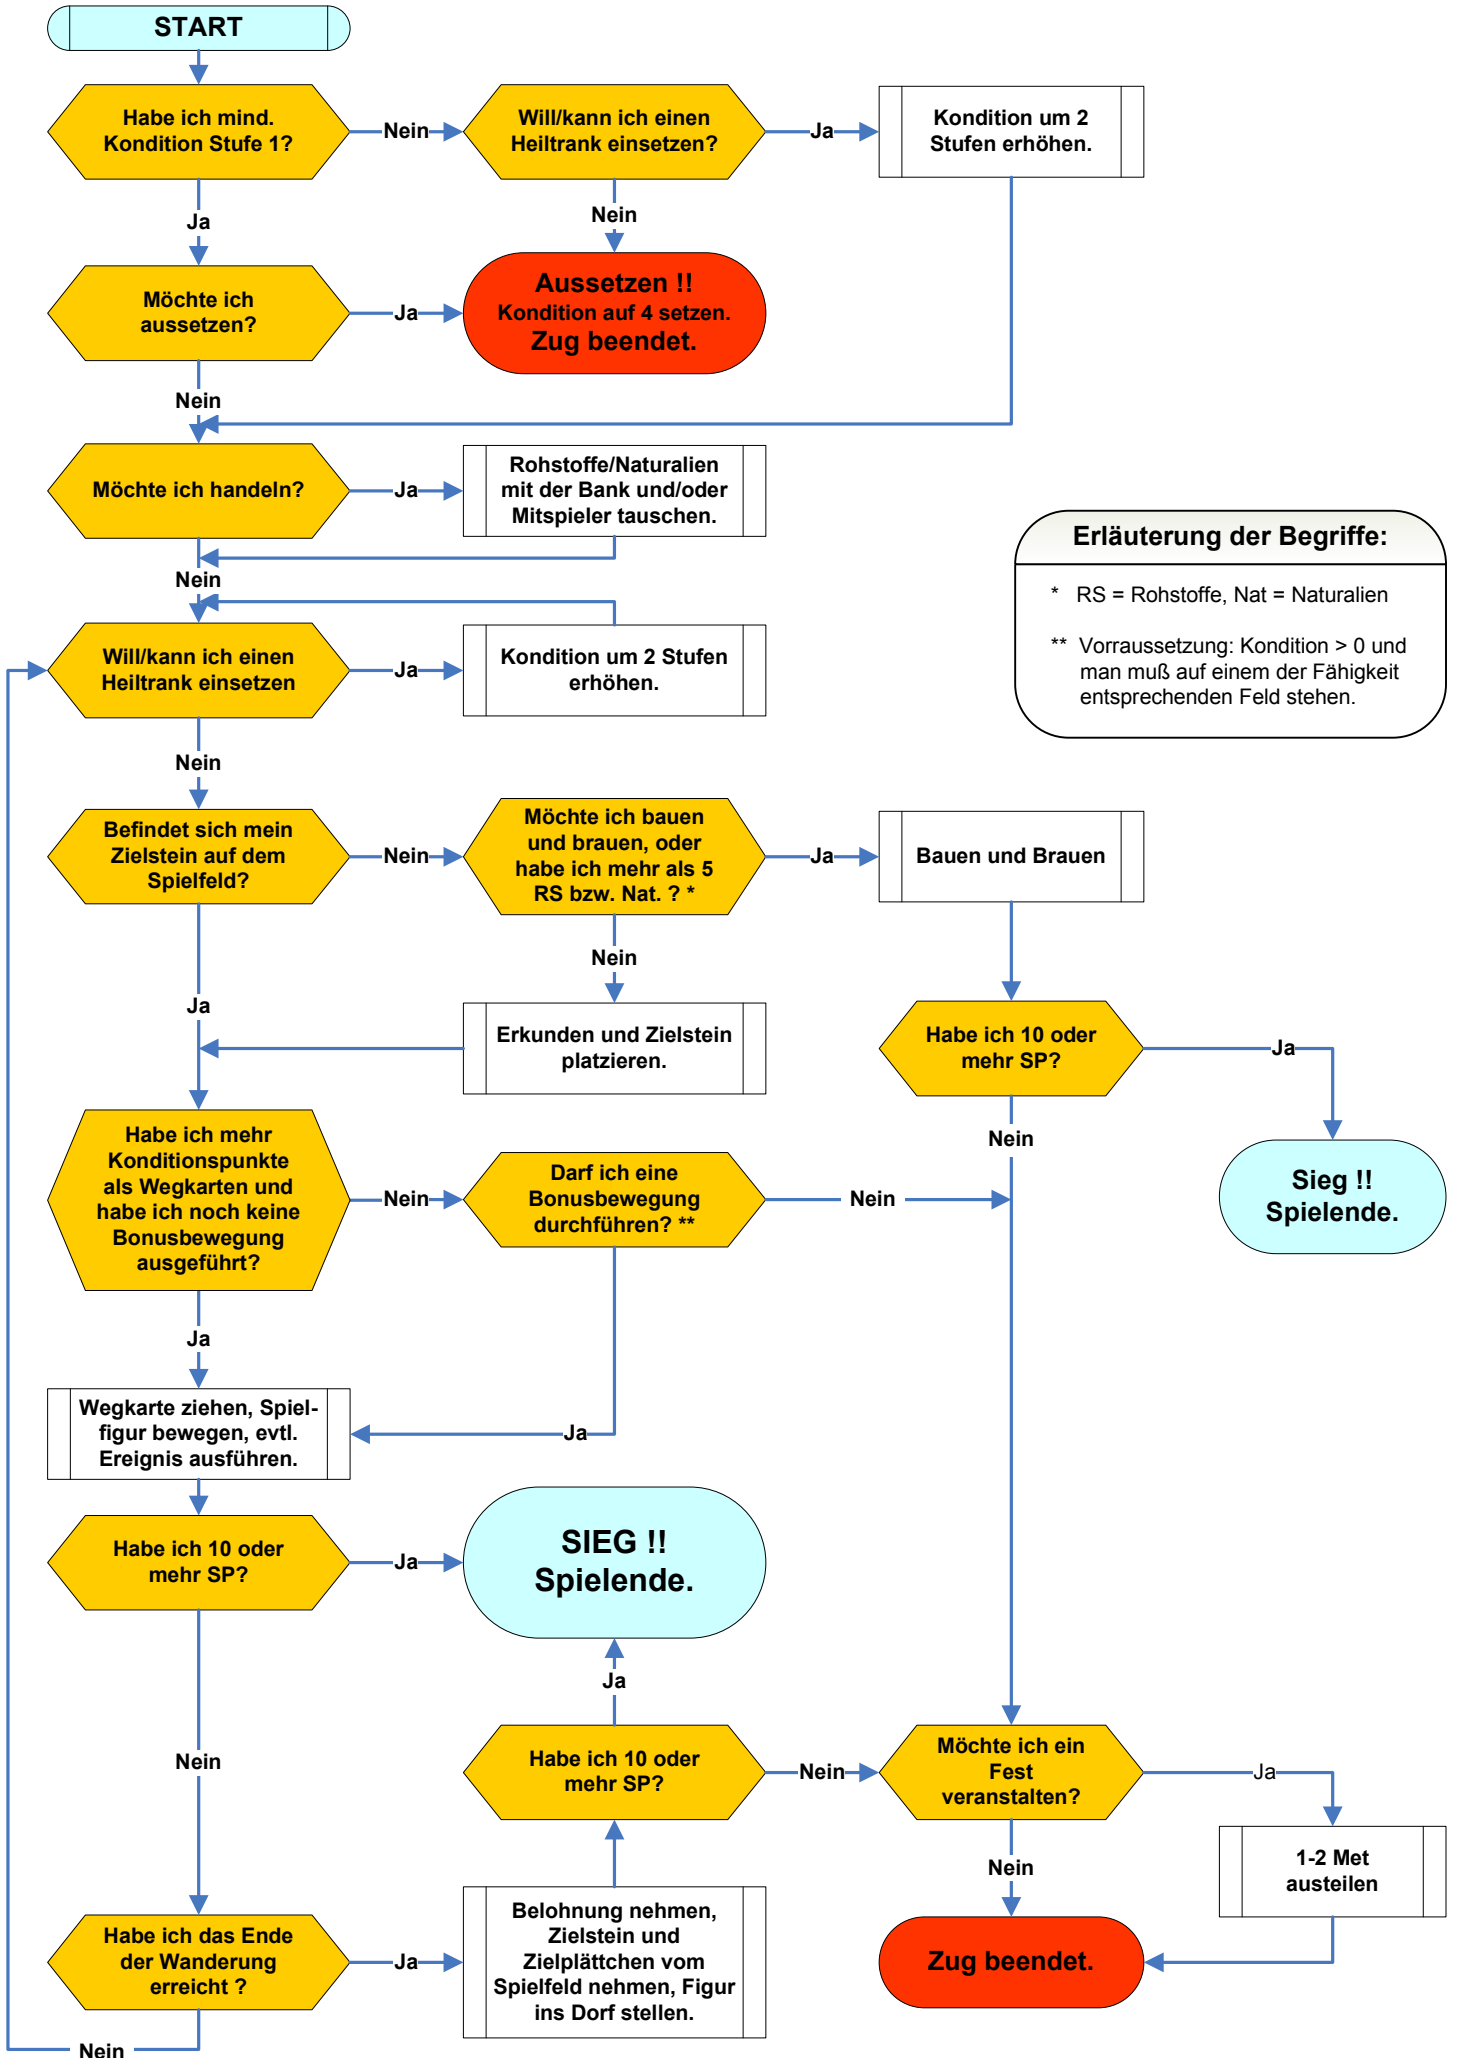 START
Habe ich mind.
Kondition Stufe 1?
Nein
Will/kann ich einen
Heiltrank einsetzen?
Ja
Kondition um 2
Stufen erhöhen.
Ja
Nein
Möchte ich
aussetzen?
Ja
Aussetzen !!
Kondition auf 4 setzen.
Zug beendet.
Nein
Möchte ich handeln?
Ja
Rohstoffe/Naturalien
mit der Bank und/oder
Mitspieler tauschen.
Nein
Erläuterung der Begriffe:
* RS = Rohstoffe, Nat = Naturalien
** Vorraussetzung: Kondition > 0 und
man muß auf einem der Fähigkeit
entsprechenden Feld stehen.
Will/kann ich einen
Heiltrank einsetzen
Ja
Kondition um 2 Stufen
erhöhen.
Nein
Befindet sich mein
Zielstein auf dem
Spielfeld?
Nein
Möchte ich bauen
und brauen, oder
habe ich mehr als 5
RS bzw. Nat. ? *
Ja
Bauen und Brauen
Nein
Ja
Erkunden und Zielstein
platzieren.
Habe ich 10 oder
mehr SP?
Ja
Nein
Sieg !!
Spielende.
Habe ich mehr
Konditionspunkte
als Wegkarten und
habe ich noch keine
Bonusbewegung
ausgeführt?
Nein
Darf ich eine
Bonusbewegung
durchführen? **
Nein
Ja
Wegkarte ziehen, Spiel-
figur bewegen, evtl.
Ereignis ausführen.
Ja
Habe ich 10 oder
mehr SP?
Ja
SIEG !!
Spielende.
Ja
Nein
Habe ich 10 oder
mehr SP?
Nein
Möchte ich ein
Fest
veranstalten?
Ja
1-2 Met
austeilen
Nein
Habe ich das Ende
der Wanderung
erreicht ?
Ja
Belohnung nehmen,
Zielstein und
Zielplättchen vom
Spielfeld nehmen, Figur
ins Dorf stellen.
Zug beendet.
Nein